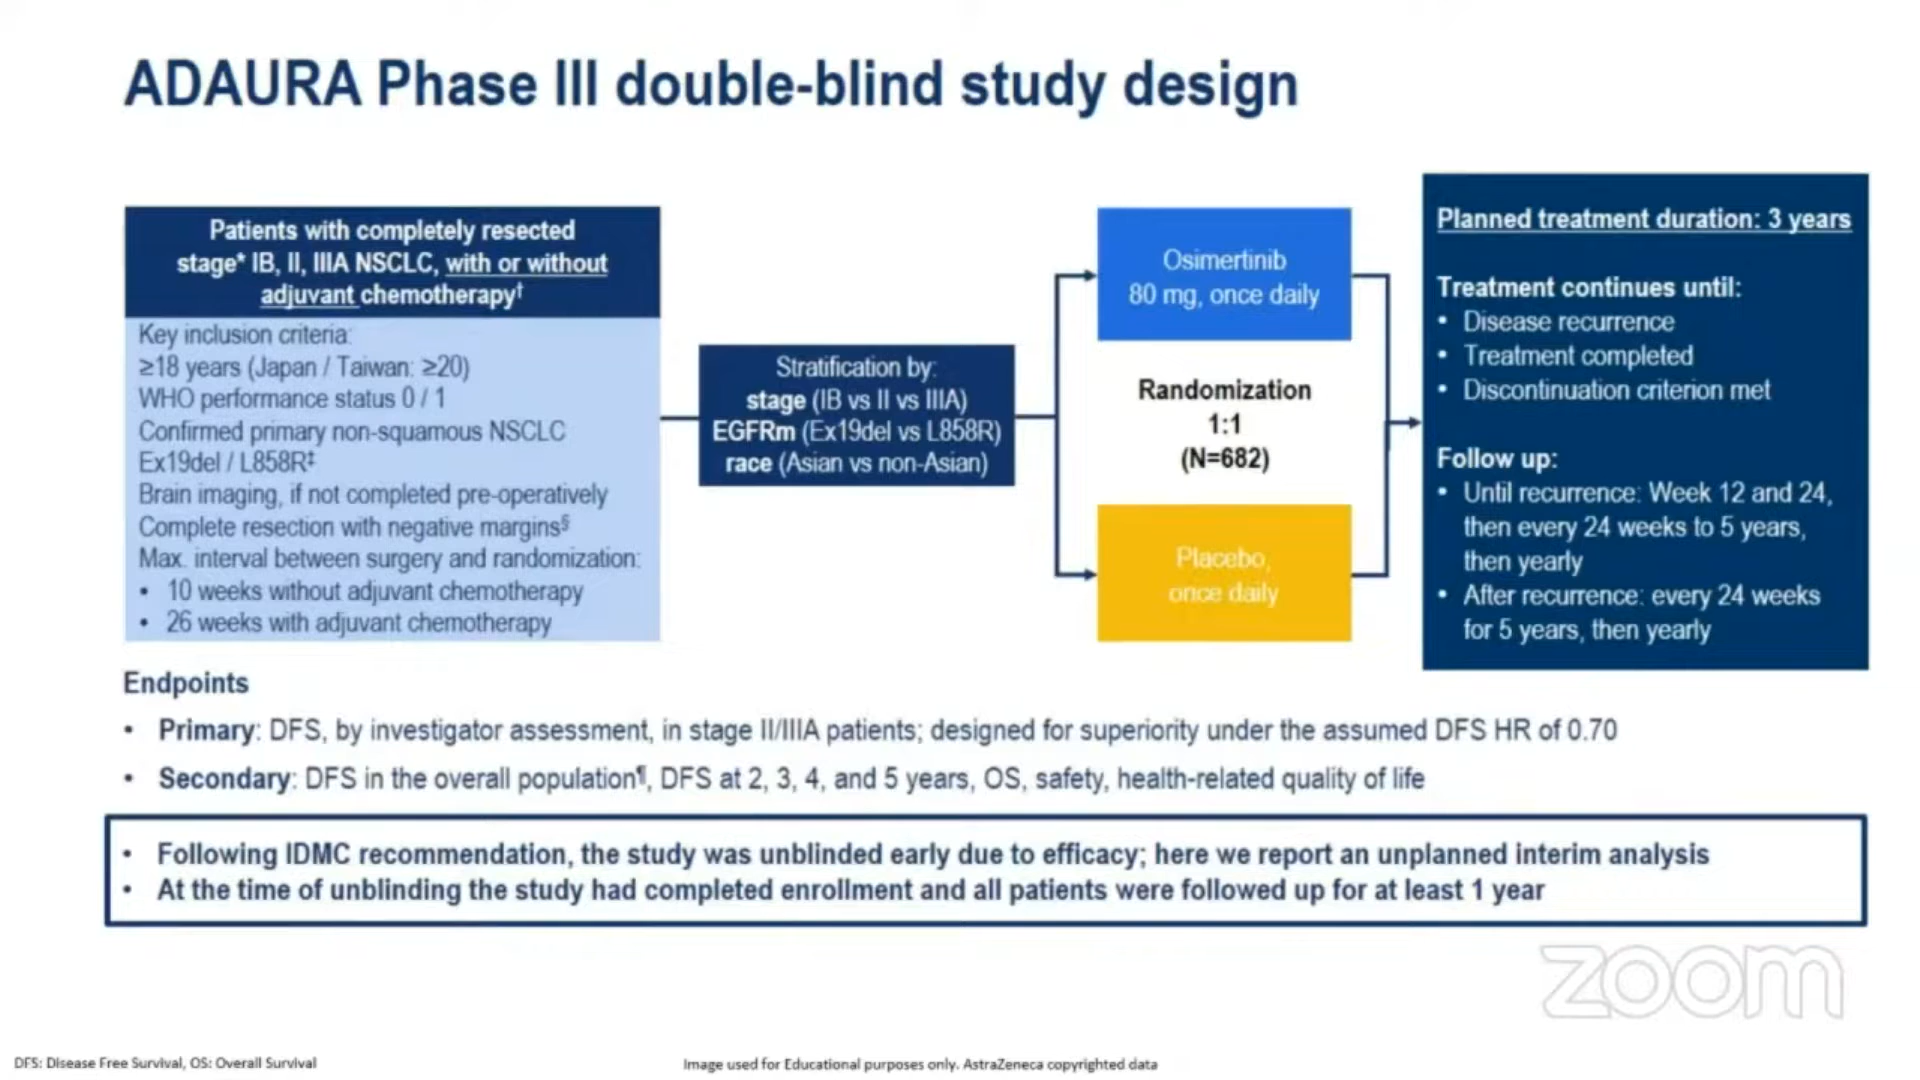 ADAURA Phase III double-blind study design
Patients with completely resected
stage* IB, II, IIIA NSCLC, with or without
adjuvant chemotherapy†
Key inclusion criteria:
≥18 years (Japan / Taiwan: ≥20)
WHO performance status 0 / 1
Confirmed primary non-squamous NSCLC
Ex19del / L858R‡
Brain imaging, if not completed pre-operatively
Complete resection with negative margins§
Max. interval between surgery and randomization:
• 10 weeks without adjuvant chemotherapy
• 26 weeks with adjuvant chemotherapy
Stratification by:
stage (IB vs II vs IIIA)
EGFRm (Ex19del vs L858R)
race (Asian vs non-Asian)
Osimertinib
80 mg, once daily
Randomization
1:1
(N=682)
Placebo,
once daily
Planned treatment duration: 3 years
Treatment continues until:
• Disease recurrence
• Treatment completed
• Discontinuation criterion met
Follow up:
• Until recurrence: Week 12 and 24,
then every 24 weeks to 5 years,
then yearly
• After recurrence: every 24 weeks
for 5 years, then yearly
Endpoints
• Primary: DFS, by investigator assessment, in stage II/IIIA patients; designed for superiority under the assumed DFS HR of 0.70
• Secondary: DFS in the overall population¶, DFS at 2, 3, 4, and 5 years, OS, safety, health-related quality of life
• Following IDMC recommendation, the study was unblinded early due to efficacy; here we report an unplanned interim analysis
• At the time of unblinding the study had completed enrollment and all patients were followed up for at least 1 year
zoom
DFS: Disease Free Survival, OS: Overall Survival
Image used for Educational purposes only. AstraZeneca copyrighted data